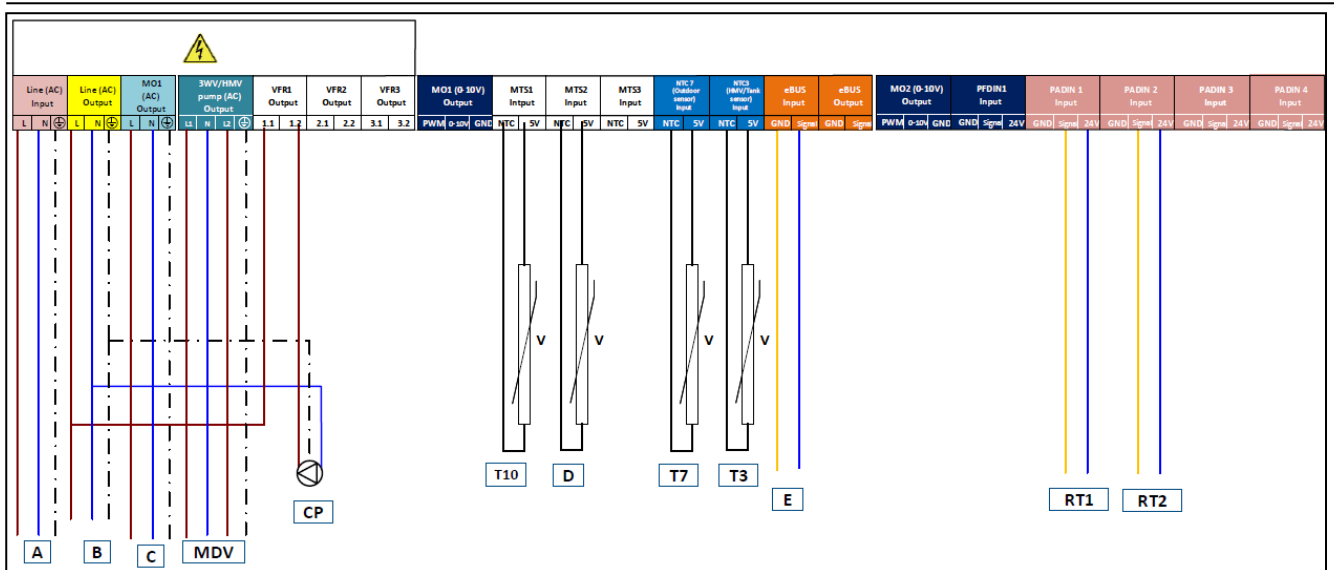 Line (AC) Input
Line (AC) Output
MO1 (AC) Output
3WV/HMV pump (AC) Output
VFR1 Output
VFR2 Output
VFR3 Output
MO1 (0-10V) Output
MTS1 Intput
MTS2 Intput
MTS3 Intput
NTC 7 (Outdoor sensor) Input
NTC3 (HMV/Tank sensor) Input
eBUS Input
eBUS Output
MO2 (0-10V) Output
PFDIN1 Input
PADIN 1 Input
PADIN 2 Input
PADIN 3 Input
PADIN 4 Input
L N L N L N L1 N L2 1.1 1.2 2.1 2.2 3.1 3.2 PWM 0-10V GND NTC 5V NTC 5V NTC 5V NTC 5V NTC 5V GND Signal GND Signal PWM 0-10V GND GND Signal 24V GND Signal 24V GND Signal 24V GND Signal 24V GND Signal 24V
V V V V
T10 D T7 T3 E RT1 RT2
CP
A B C MDV